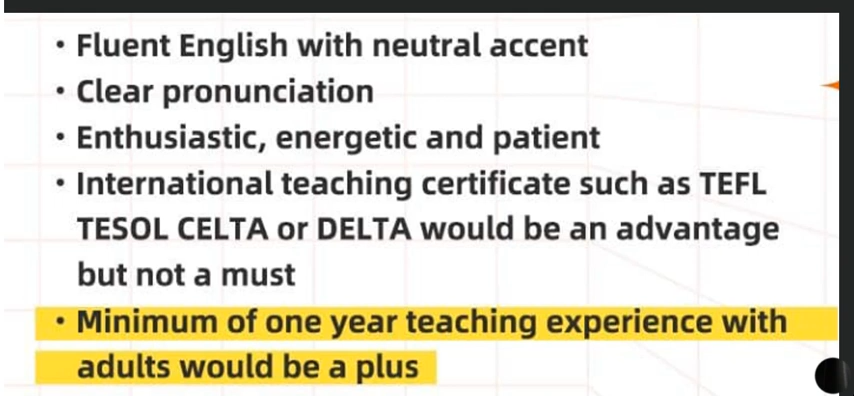 • Fluent English with neutral accent
• Clear pronunciation
• Enthusiastic, energetic and patient
• International teaching certificate such as TEFL
TESOL CELTA or DELTA would be an advantage
but not a must
• Minimum of one year teaching experience with
adults would be a plus